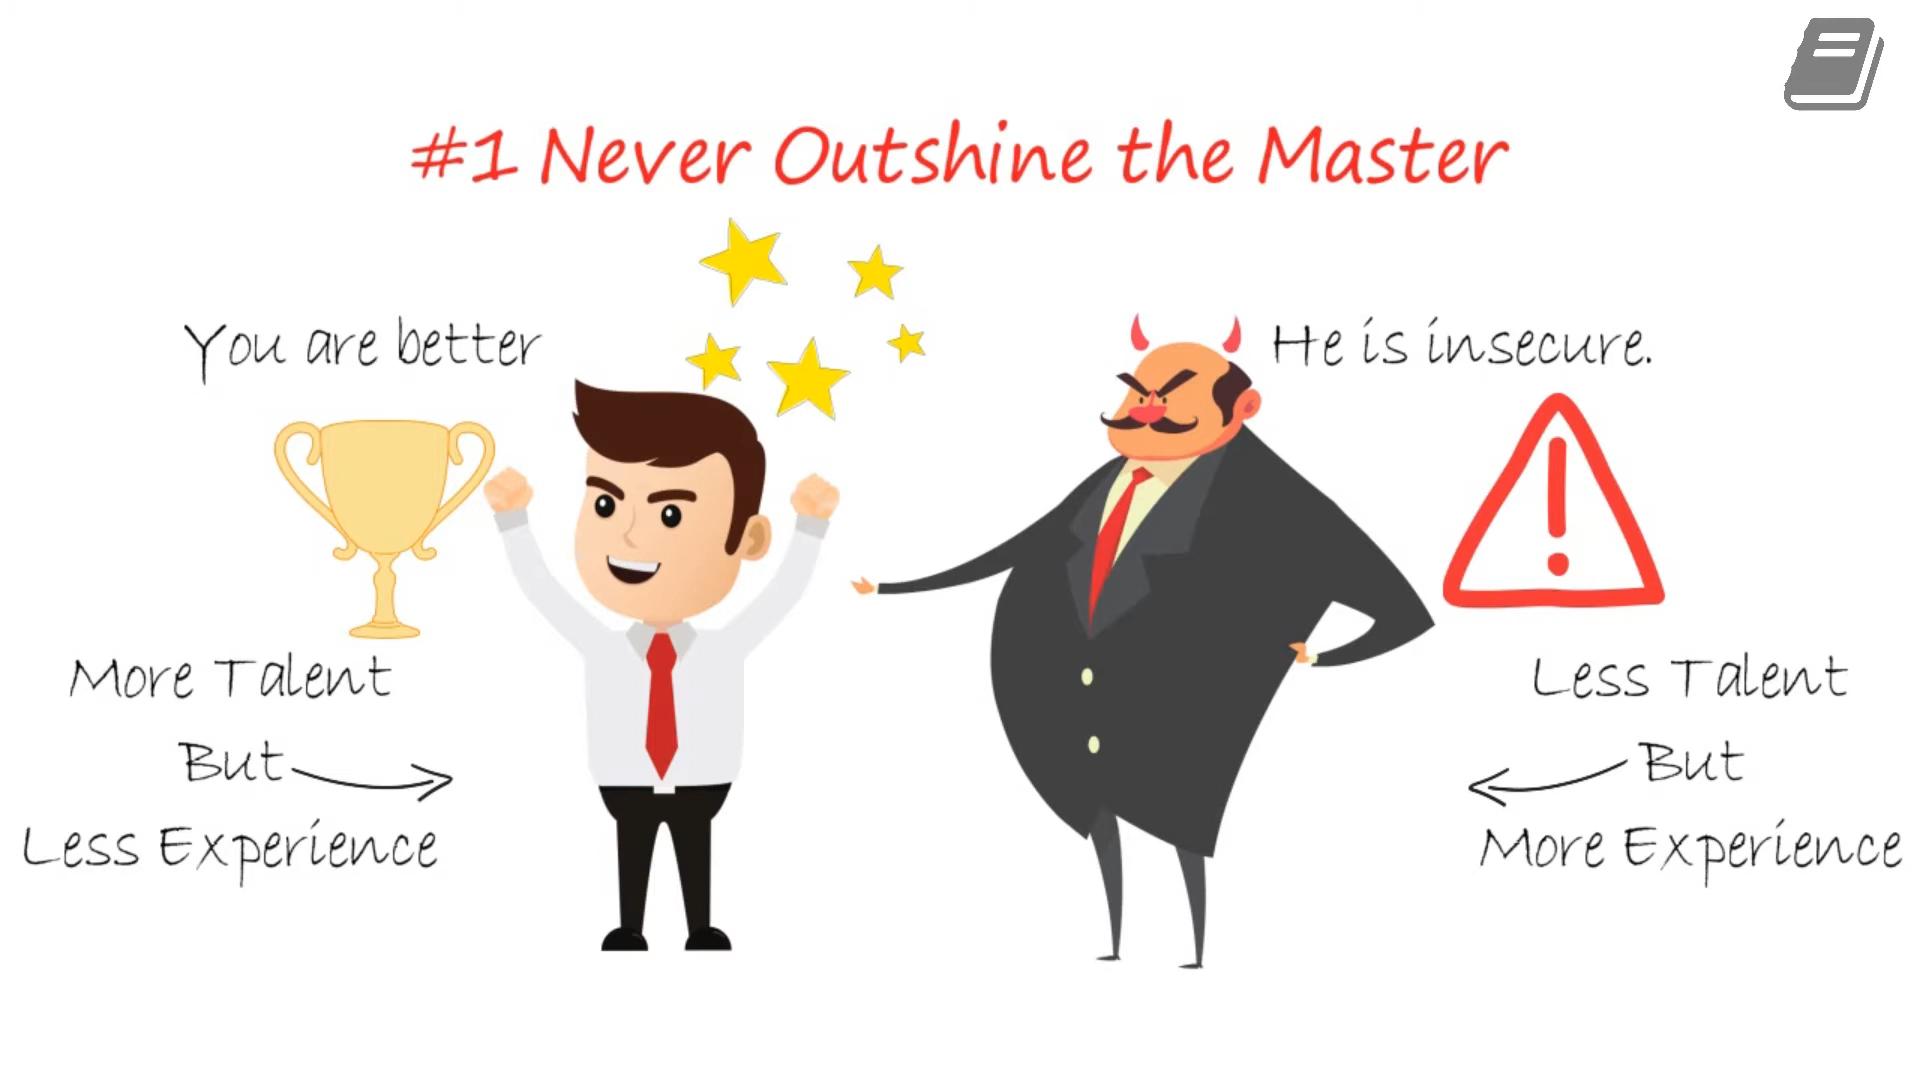 #1 Never Outshine the Master
You are better
He is insecure.
More Talent
But
Less Experience
Less Talent
But
More Experience